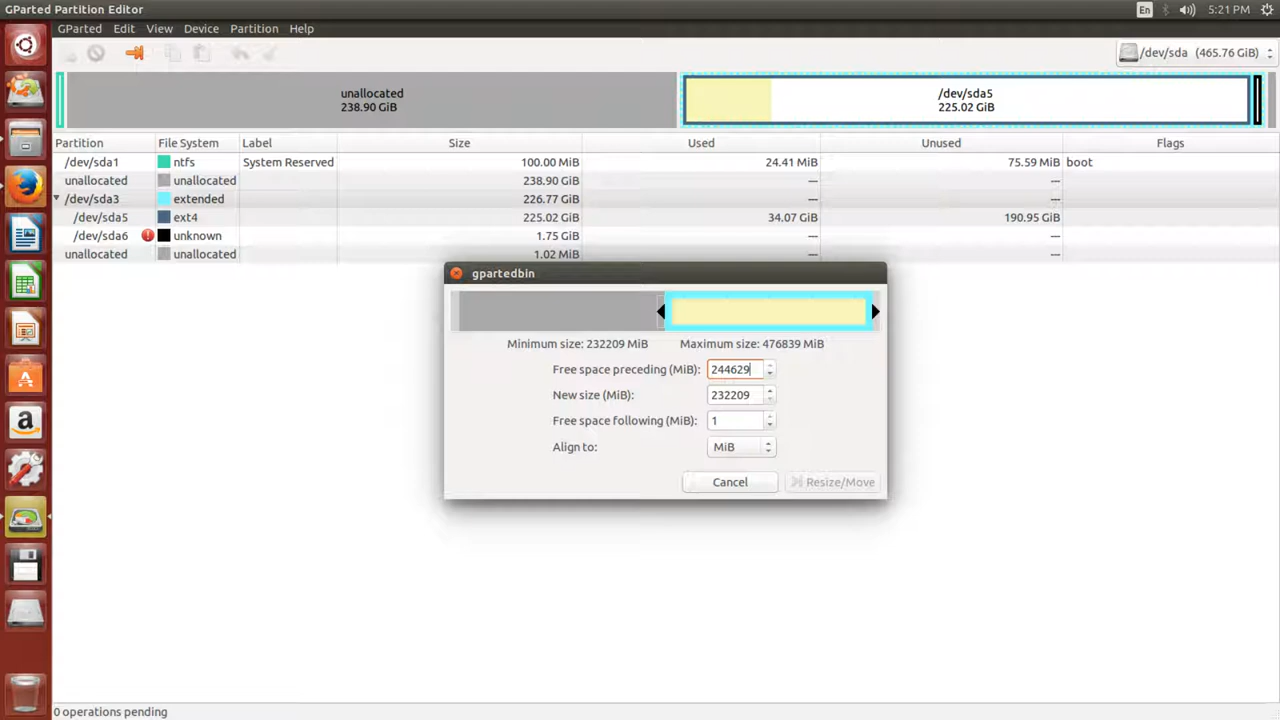 GParted Partition Editor
En
5:21 PM
GParted Edit View Device Partition Help
/dev/sda (465.76 GiB)
unallocated
238.90 GiB
/dev/sda5
225.02 GiB
Partition File System Label Size Used Unused Flags
/dev/sda1 ntfs System Reserved 100.00 MiB 24.41 MiB 75.59 MiB boot
unallocated unallocated 238.90 GiB --- ---
/dev/sda3 extended 226.77 GiB --- ---
/dev/sda5 ext4 225.02 GiB 34.07 GiB 190.95 GiB
/dev/sda6 unknown 1.75 GiB --- ---
unallocated unallocated 1.02 MiB --- ---
gpartedbin
Minimum size: 232209 MiB Maximum size: 476839 MiB
Free space preceding (MiB): 244629
New size (MiB): 232209
Free space following (MiB): 1
Align to: MiB
Cancel Resize/Move
a
0 operations pending